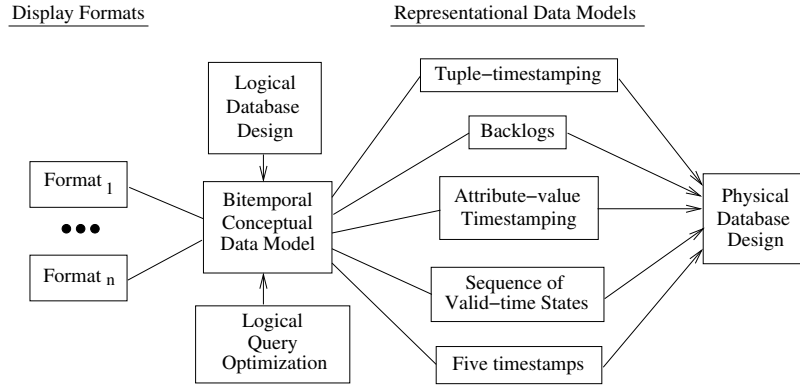 Display Formats
Representational Data Models
Logical
Database
Design
Tuple−timestamping
Backlogs
Format 1
Bitemporal
Conceptual
Data Model
Attribute−value
Timestamping
Physical
Database
Design
Format n
Sequence of
Valid−time States
Logical
Query
Optimization
Five timestamps